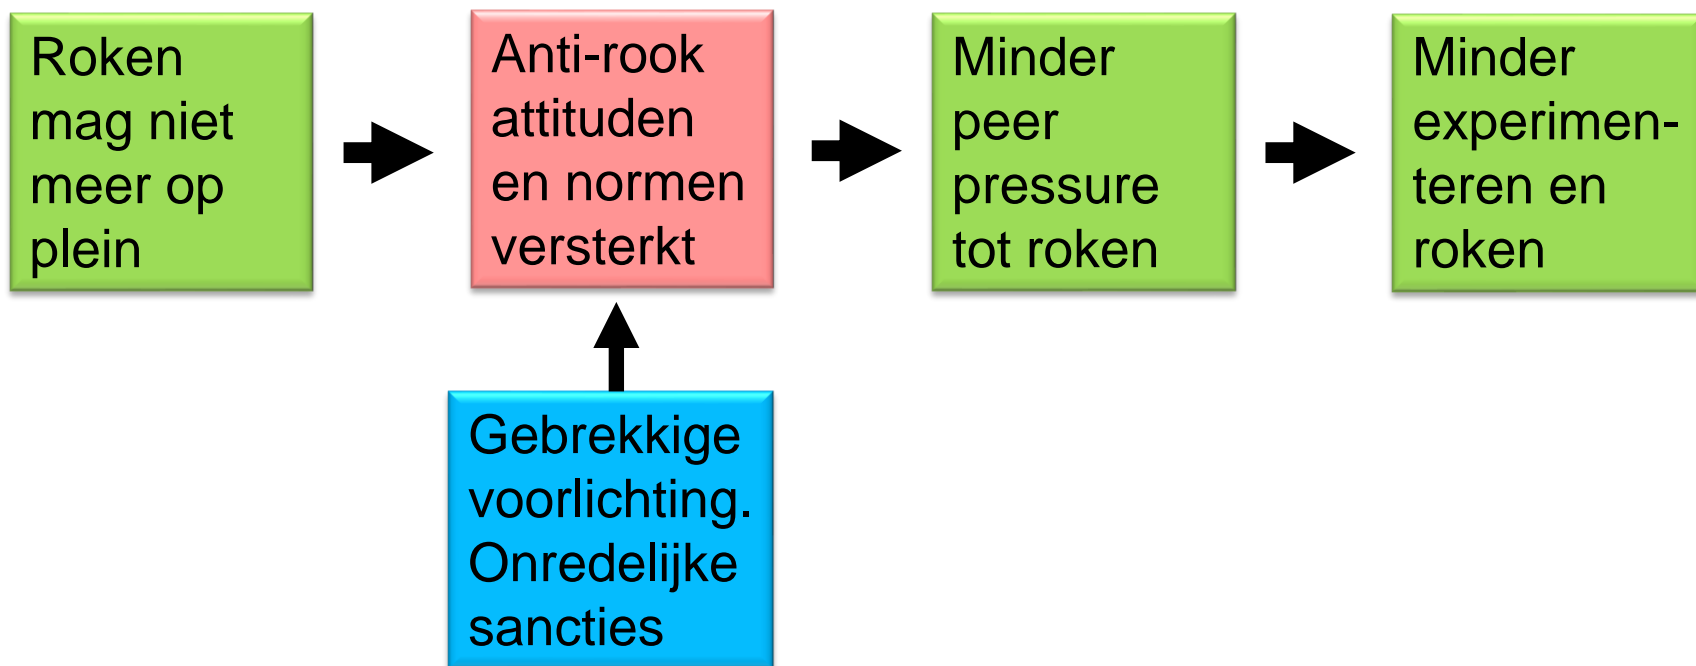 Roken
mag niet
meer op
plein
Anti-rook
attituden
en normen
versterkt
Minder
peer
pressure
tot roken
Minder
experimen-
teren en
roken
Gebrekkige
voorlichting.
Onredelijke
sancties